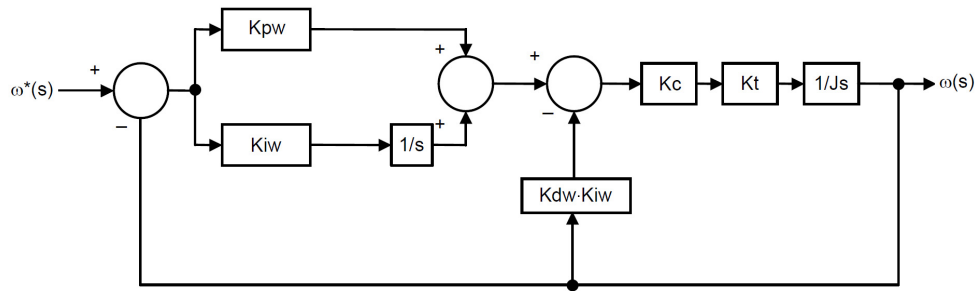 Kpw
+
+
+
+
ω*(s)
Kc
Kt
1/Js
ω(s)
–
+
–
Kiw
1/s
Kdw·Kiw